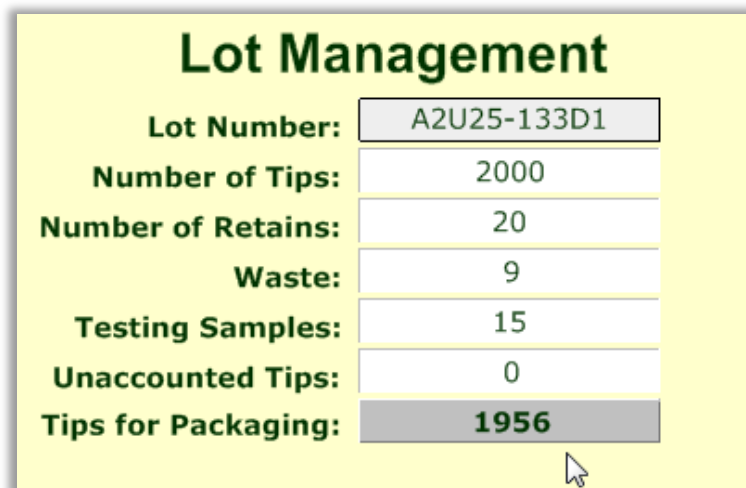 Lot Management
Lot Number: A2U25-133D1
Number of Tips: 2000
Number of Retains: 20
Waste: 9
Testing Samples: 15
Unaccounted Tips: 0
Tips for Packaging: 1956